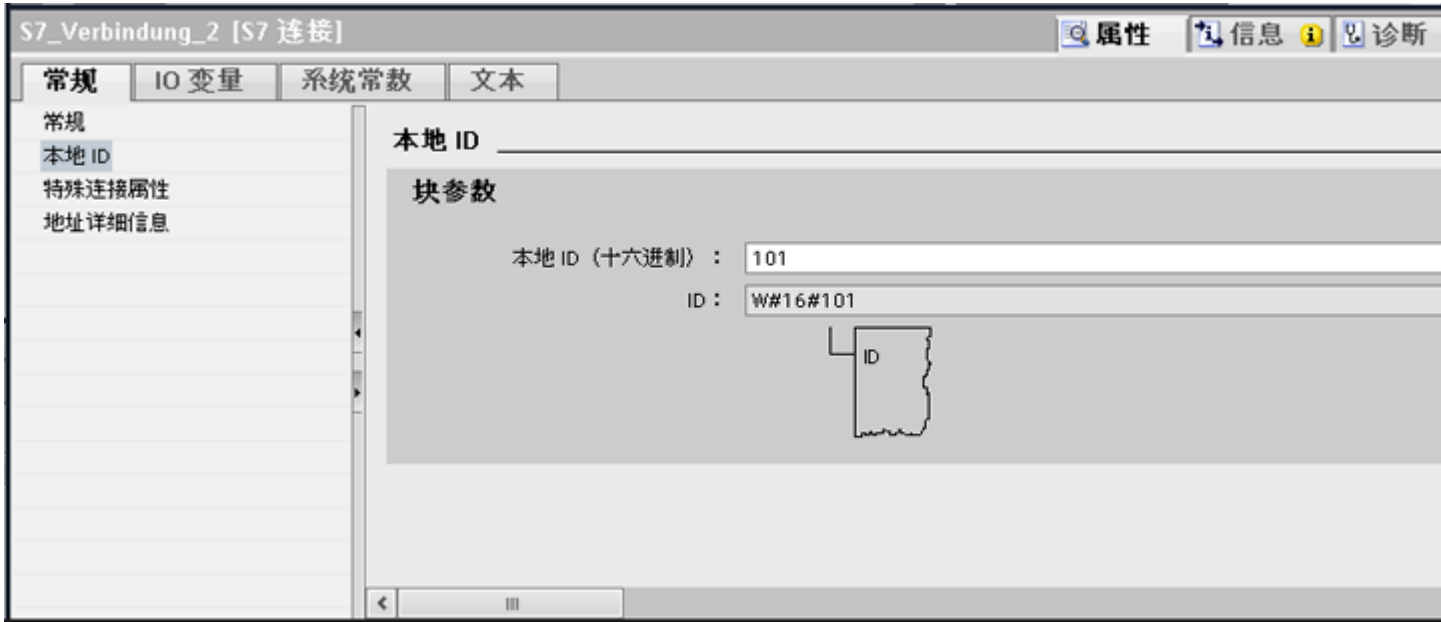 S7_Verbindung_2 [S7 连接]
属性
信息
诊断
常规
IO 变量
系统常数
文本
常规
本地 ID
特殊连接属性
地址详细信息
本地 ID
块参数
本地 ID（十六进制）：
101
ID：
W#16#101
ID